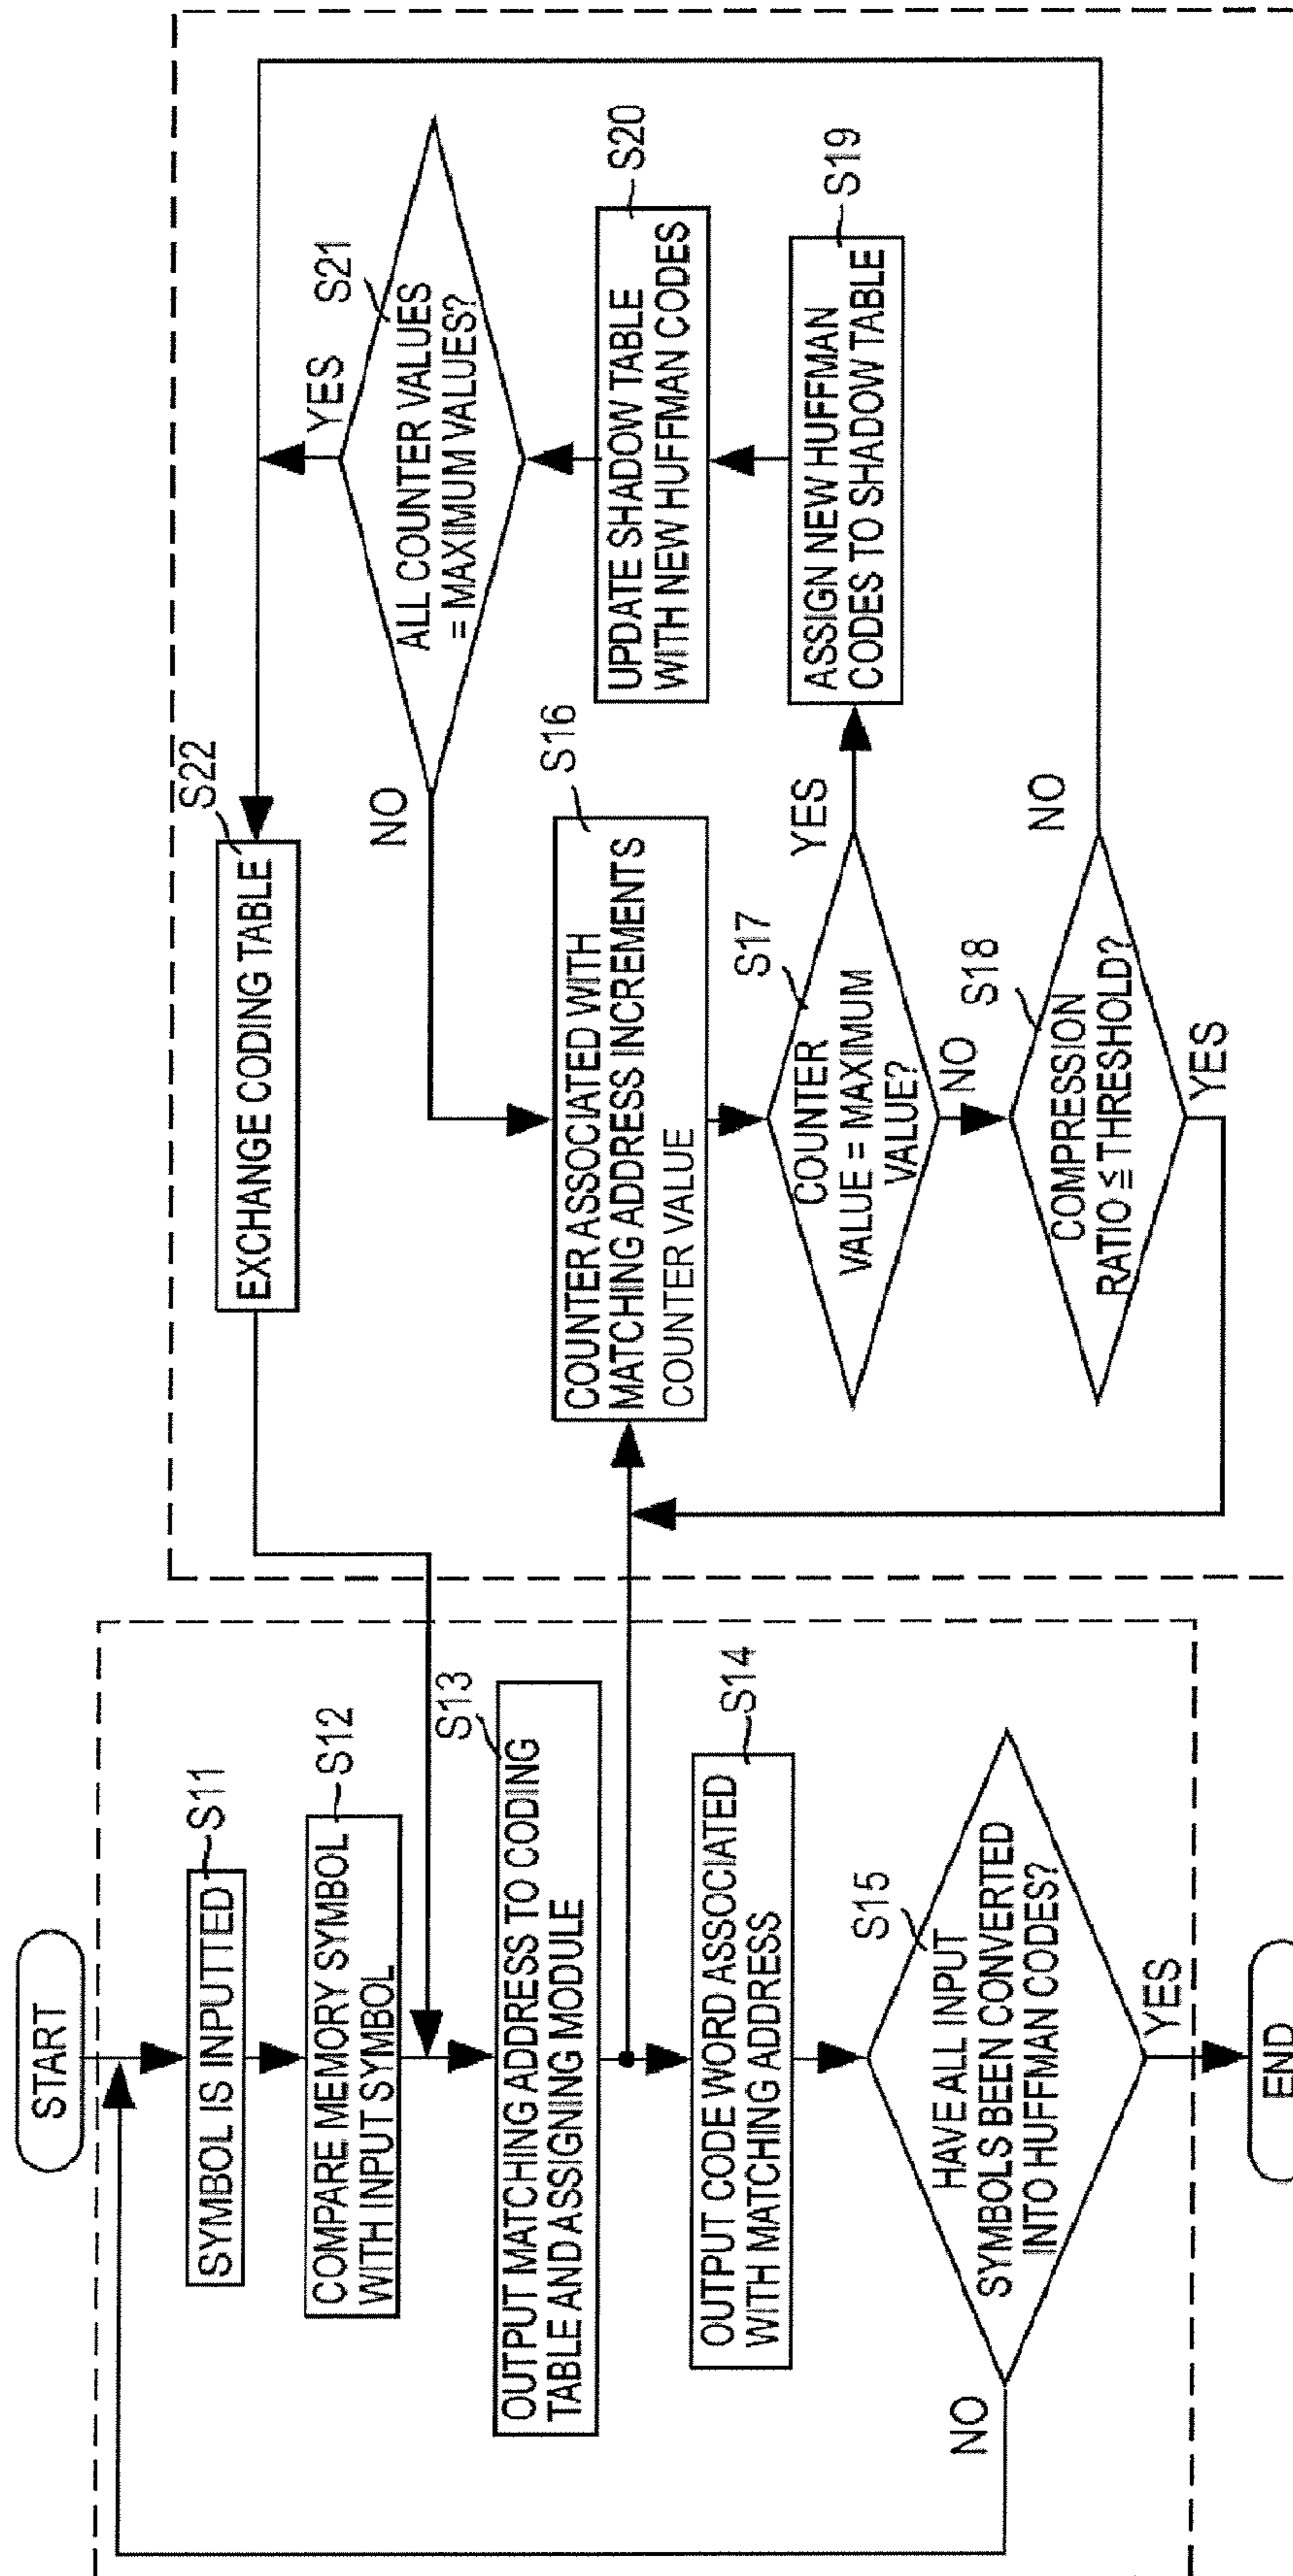 START
SYMBOL IS INPUTTED
S11
COMPARE MEMORY SYMBOL
WITH INPUT SYMBOL
S12
OUTPUT MATCHING ADDRESS TO CODING
TABLE AND ASSIGNING MODULE
S13
OUTPUT CODE WORD ASSOCIATED
WITH MATCHING ADDRESS
S14
HAVE ALL INPUT
SYMBOLS BEEN CONVERTED
INTO HUFFMAN CODES?
S15
NO
YES
END
EXCHANGE CODING TABLE
S22
ALL COUNTER VALUES
= MAXIMUM VALUES?
S21
YES
NO
COUNTER ASSOCIATED WITH
MATCHING ADDRESS INCREMENTS
COUNTER VALUE
S16
UPDATE SHADOW TABLE
WITH NEW HUFFMAN CODES
S20
COUNTER
VALUE = MAXIMUM
VALUE?
S17
YES
NO
ASSIGN NEW HUFFMAN
CODES TO SHADOW TABLE
S19
COMPRESSION
RATIO ≦ THRESHOLD?
S18
NO
YES